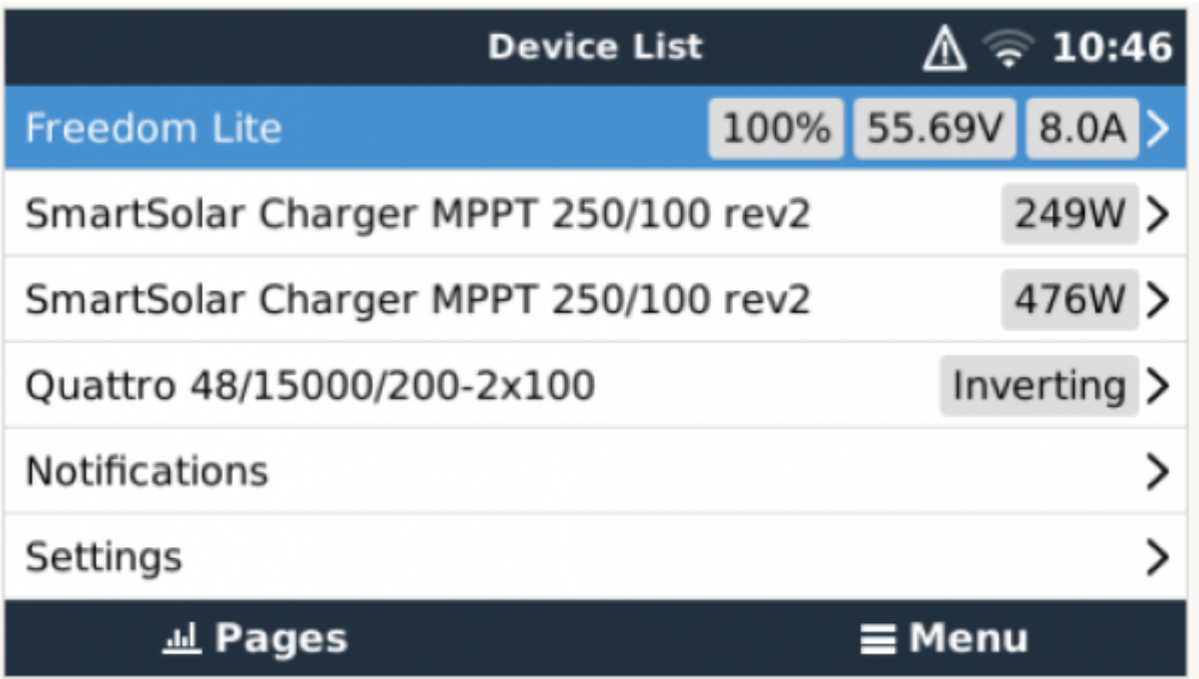 Device List 10:46
Freedom Lite 100% 55.69V 8.0A
SmartSolar Charger MPPT 250/100 rev2 249W
SmartSolar Charger MPPT 250/100 rev2 476W
Quattro 48/15000/200-2x100 Inverting
Notifications
Settings
Pages Menu